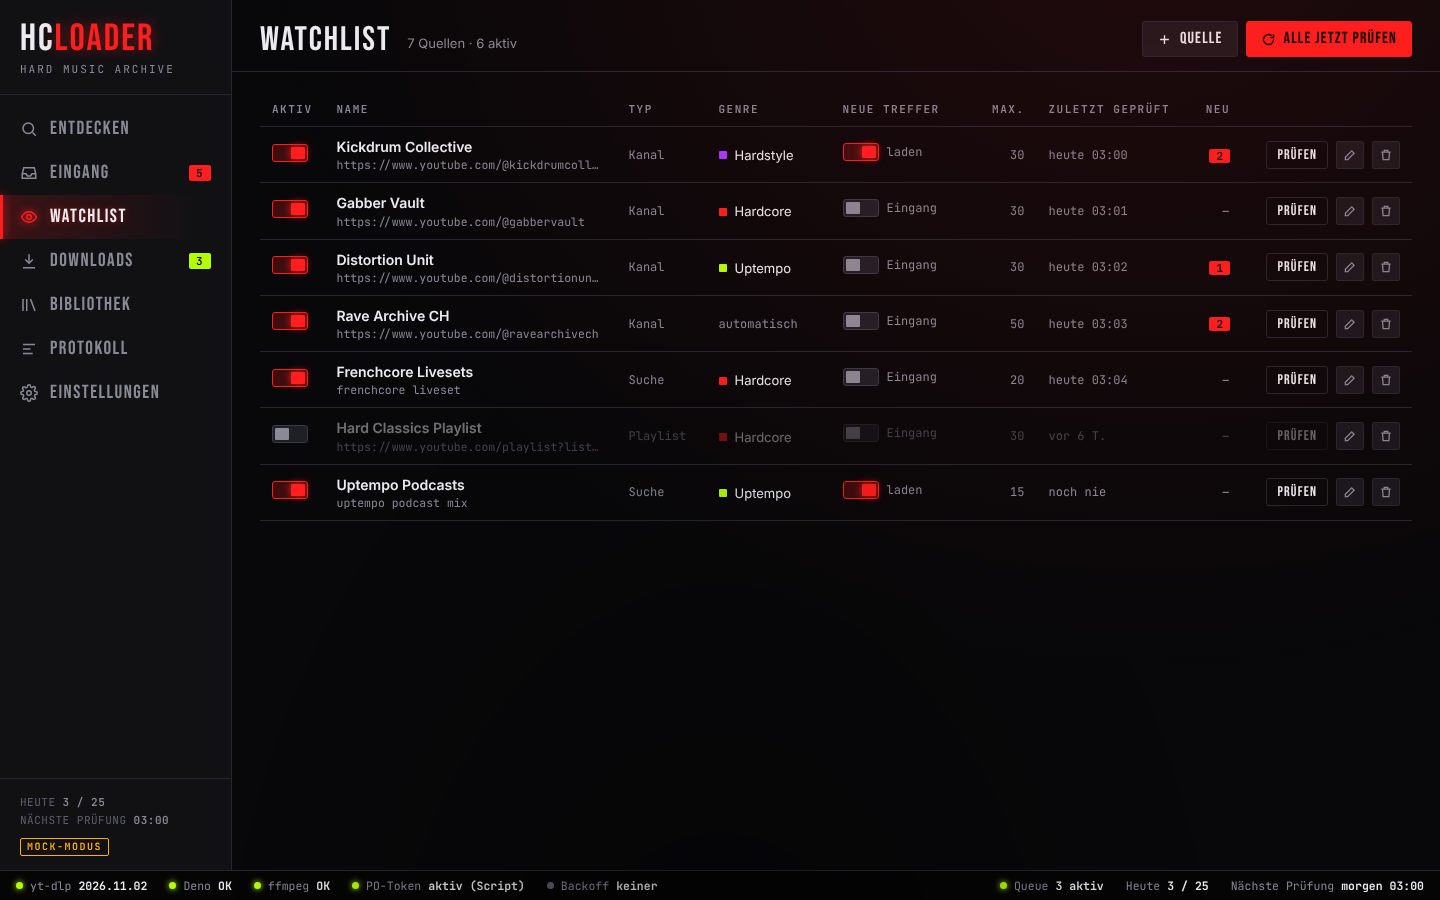 HCLOADER
HARD MUSIC ARCHIVE
ENTDECKEN
EINGANG 5
WATCHLIST
DOWNLOADS 3
BIBLIOTHEK
PROTOKOLL
EINSTELLUNGEN
HEUTE 3 / 25
NÄCHSTE PRÜFUNG 03:00
MOCK-MODUS
WATCHLIST 7 Quellen · 6 aktiv
+ QUELLE
ALLE JETZT PRÜFEN
AKTIV NAME TYP GENRE NEUE TREFFER MAX. ZULETZT GEPRÜFT NEU
Kickdrum Collective
https://www.youtube.com/@kickdrumcoll…
Kanal Hardstyle laden 30 heute 03:00 2 PRÜFEN
Gabber Vault
https://www.youtube.com/@gabbervault
Kanal Hardcore Eingang 30 heute 03:01 – PRÜFEN
Distortion Unit
https://www.youtube.com/@distortionun…
Kanal Uptempo Eingang 30 heute 03:02 1 PRÜFEN
Rave Archive CH
https://www.youtube.com/@ravearchivech
Kanal automatisch Eingang 50 heute 03:03 2 PRÜFEN
Frenchcore Livesets
frenchcore liveset
Suche Hardcore Eingang 20 heute 03:04 – PRÜFEN
Hard Classics Playlist
https://www.youtube.com/playlist?list…
Playlist Hardcore Eingang 30 vor 6 T. – PRÜFEN
Uptempo Podcasts
uptempo podcast mix
Suche Uptempo laden 15 noch nie – PRÜFEN
yt-dlp 2026.11.02 Deno OK ffmpeg OK PO-Token aktiv (Script) Backoff keiner Queue 3 aktiv Heute 3 / 25 Nächste Prüfung morgen 03:00